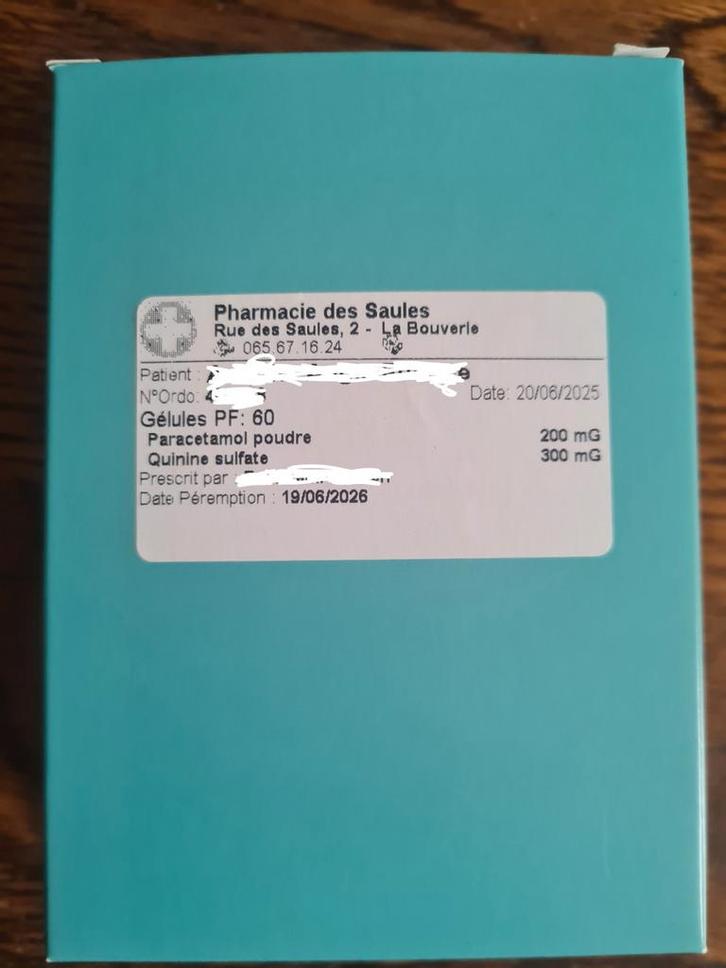 Pharmacie des Saules
Rue des Saules, 2 - La Bouverie
065.67.16.24
Patient :
N°Ordo: Date: 20/06/2025
Gélules PF: 60
Paracetamol poudre 200 mG
Quinine sulfate 300 mG
Prescrit par
Date Péremption : 19/06/2026